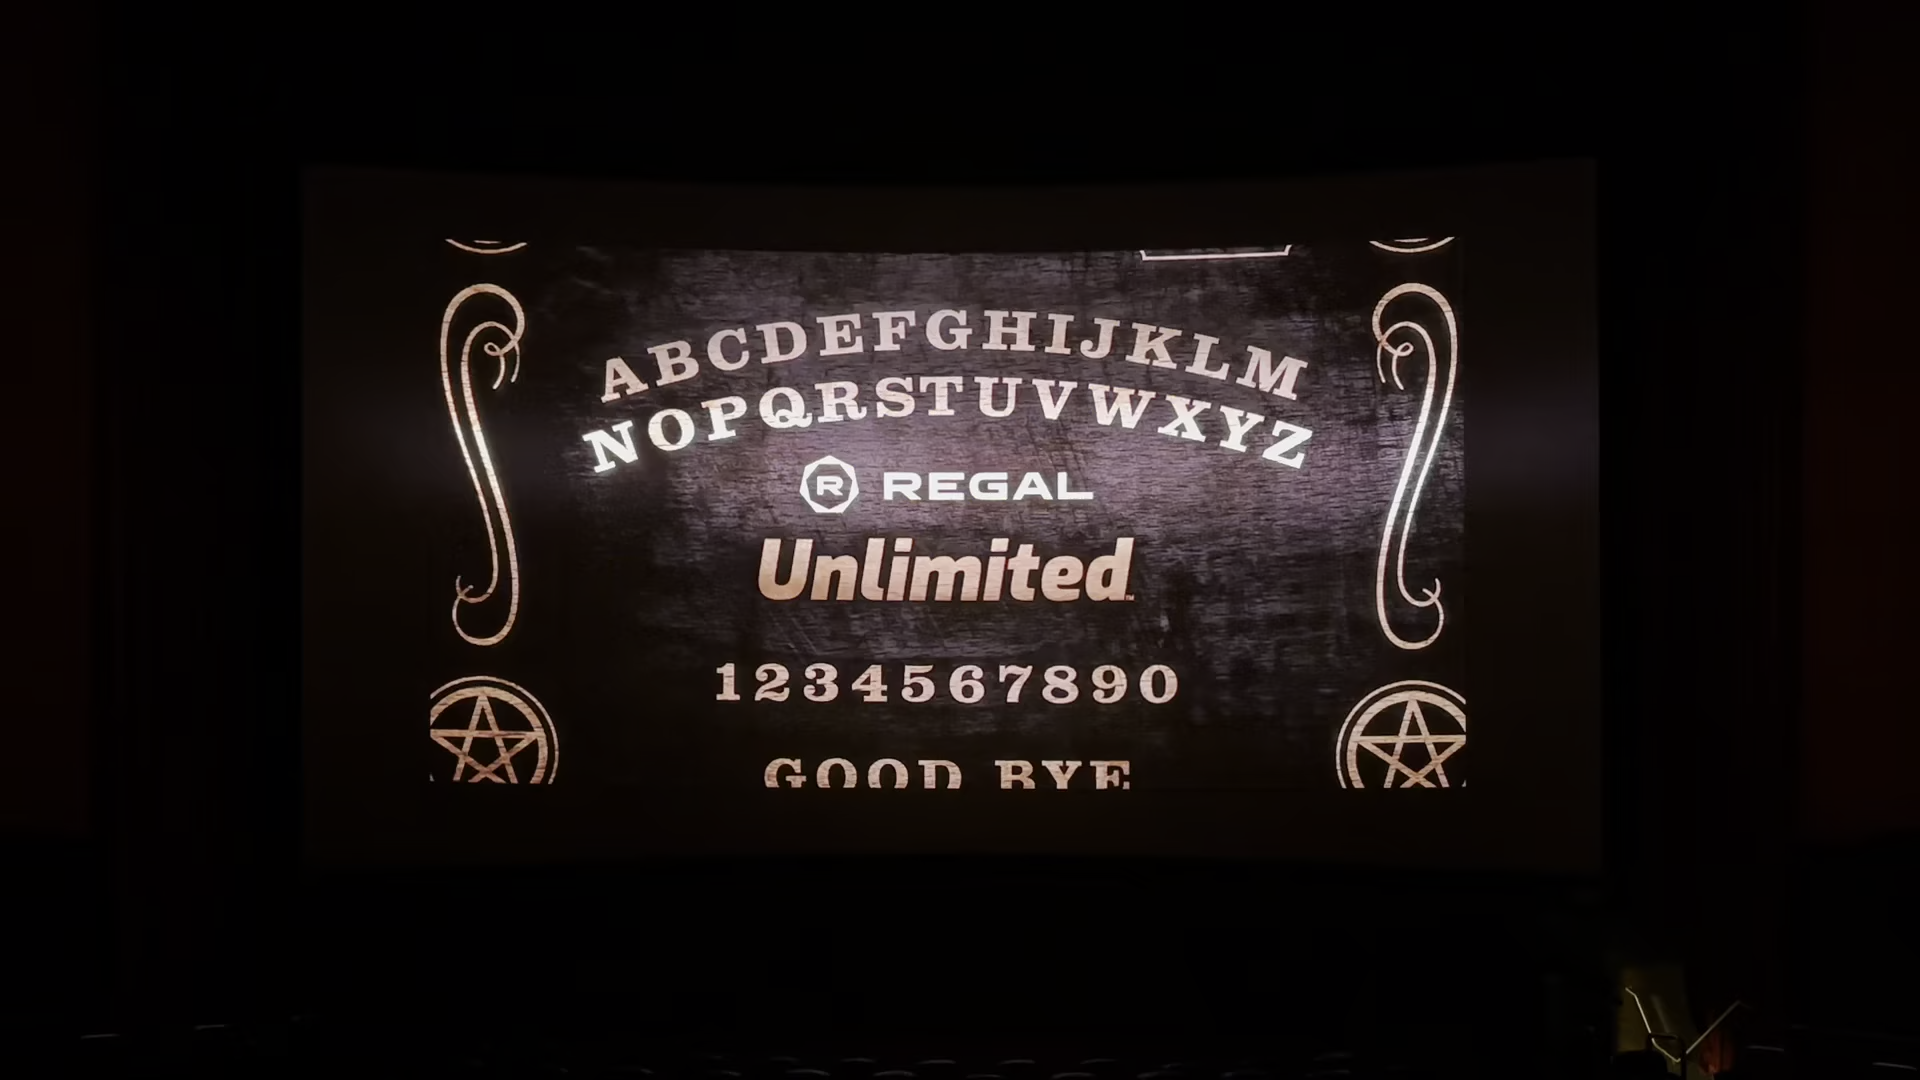 ABCDEFGHIJKLM
NOPQRSTUVWXYZ
R REGAL
Unlimited
1234567890
GOOD BYE